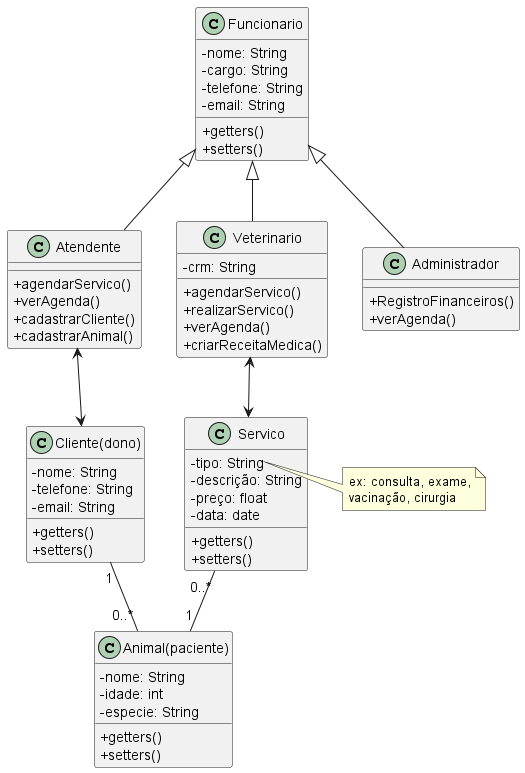 C Funcionario
-nome: String
-cargo: String
-telefone: String
-email: String
+getters()
+setters()
C Atendente
+agendarServico()
+verAgenda()
+cadastrarCliente()
+cadastrarAnimal()
C Veterinario
-crm: String
+agendarServico()
+realizarServico()
+verAgenda()
+criarReceitaMedica()
C Administrador
+RegistroFinanceiros()
+verAgenda()
C Cliente(dono)
-nome: String
-telefone: String
-email: String
+getters()
+setters()
C Servico
-tipo: String
-descrição: String
-preço: float
-data: date
+getters()
+setters()
ex: consulta, exame,
vacinação, cirurgia
1
0..*
0..*
1
C Animal(paciente)
-nome: String
-idade: int
-especie: String
+getters()
+setters()